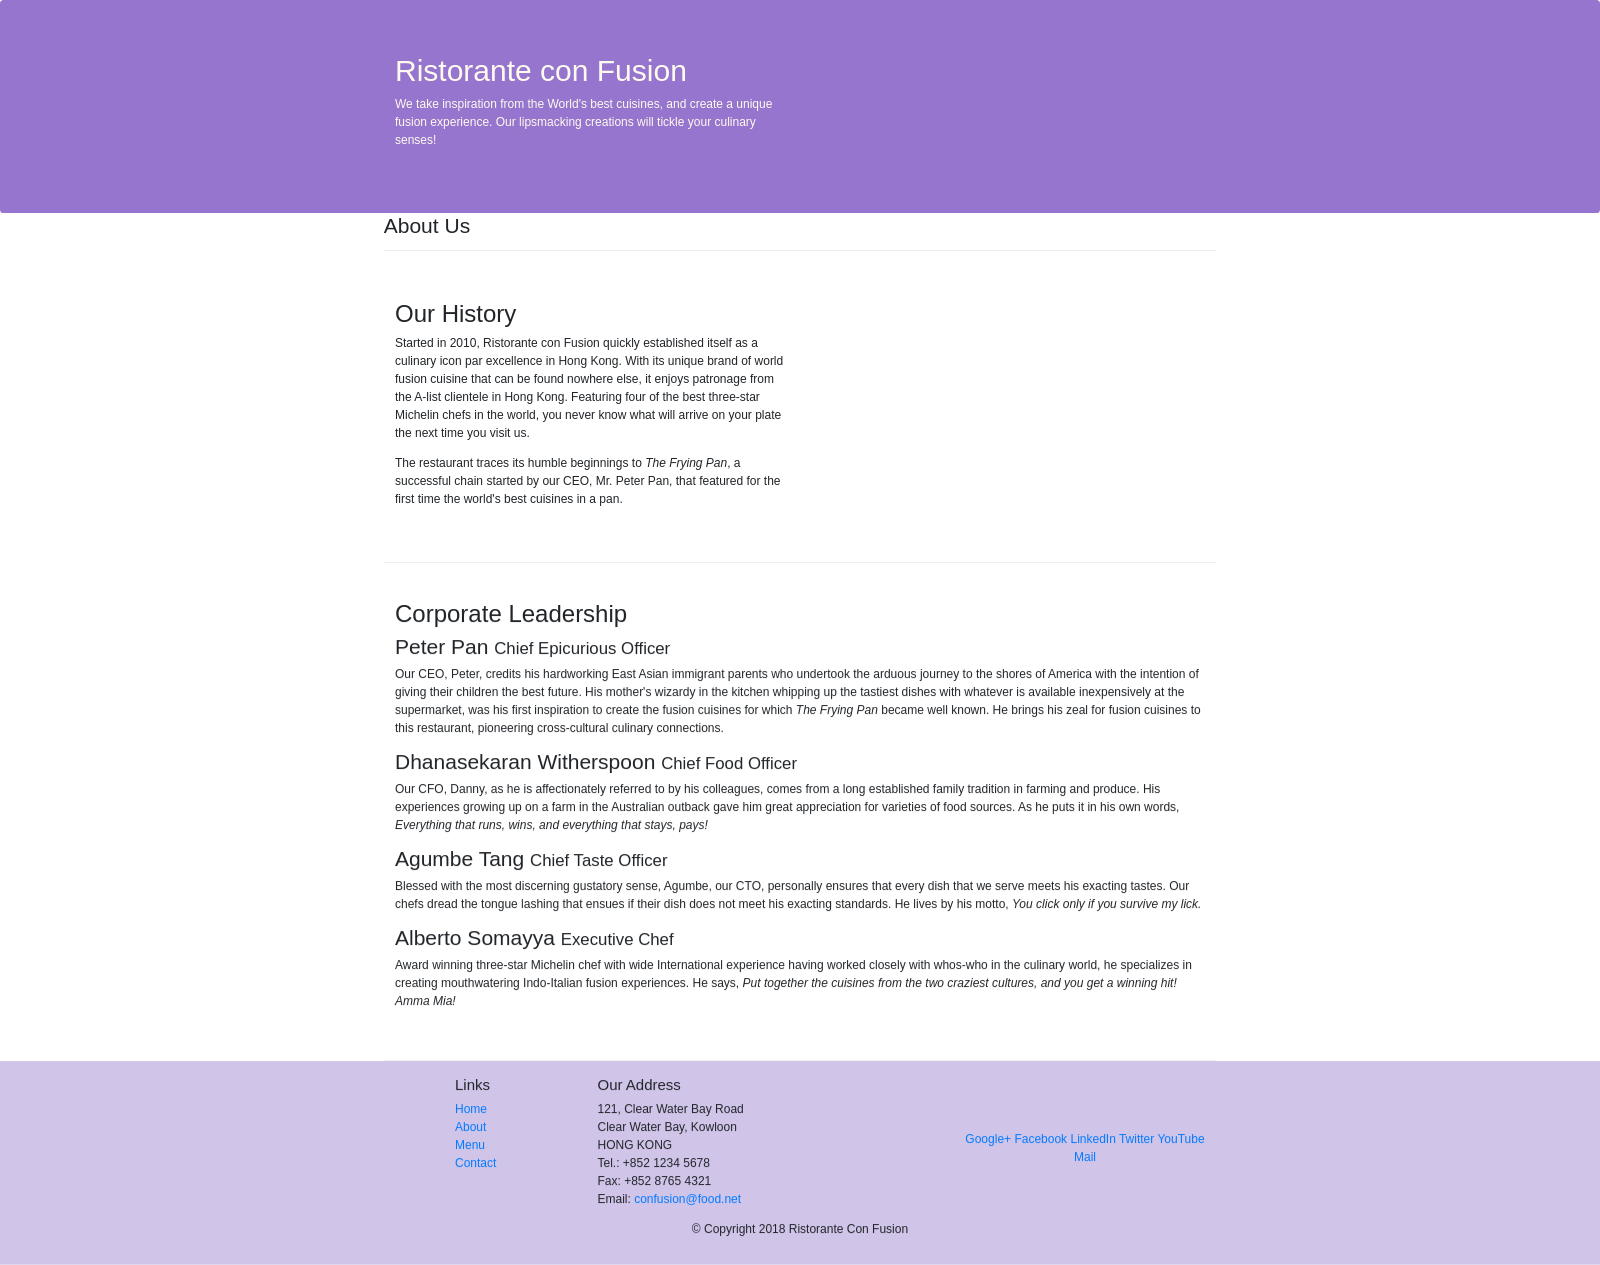 Ristorante con Fusion
We take inspiration from the World's best cuisines, and create a unique
fusion experience. Our lipsmacking creations will tickle your culinary
senses!
About Us
Our History
Started in 2010, Ristorante con Fusion quickly established itself as a
culinary icon par excellence in Hong Kong. With its unique brand of world
fusion cuisine that can be found nowhere else, it enjoys patronage from
the A-list clientele in Hong Kong. Featuring four of the best three-star
Michelin chefs in the world, you never know what will arrive on your plate
the next time you visit us.
The restaurant traces its humble beginnings to The Frying Pan, a
successful chain started by our CEO, Mr. Peter Pan, that featured for the
first time the world's best cuisines in a pan.
Corporate Leadership
Peter Pan Chief Epicurious Officer
Our CEO, Peter, credits his hardworking East Asian immigrant parents who undertook the arduous journey to the shores of America with the intention of
giving their children the best future. His mother's wizardy in the kitchen whipping up the tastiest dishes with whatever is available inexpensively at the
supermarket, was his first inspiration to create the fusion cuisines for which The Frying Pan became well known. He brings his zeal for fusion cuisines to
this restaurant, pioneering cross-cultural culinary connections.
Dhanasekaran Witherspoon Chief Food Officer
Our CFO, Danny, as he is affectionately referred to by his colleagues, comes from a long established family tradition in farming and produce. His
experiences growing up on a farm in the Australian outback gave him great appreciation for varieties of food sources. As he puts it in his own words,
Everything that runs, wins, and everything that stays, pays!
Agumbe Tang Chief Taste Officer
Blessed with the most discerning gustatory sense, Agumbe, our CTO, personally ensures that every dish that we serve meets his exacting tastes. Our
chefs dread the tongue lashing that ensues if their dish does not meet his exacting standards. He lives by his motto, You click only if you survive my lick.
Alberto Somayya Executive Chef
Award winning three-star Michelin chef with wide International experience having worked closely with whos-who in the culinary world, he specializes in
creating mouthwatering Indo-Italian fusion experiences. He says, Put together the cuisines from the two craziest cultures, and you get a winning hit!
Amma Mia!
Links
Home
About
Menu
Contact
Our Address
121, Clear Water Bay Road
Clear Water Bay, Kowloon
HONG KONG
Tel.: +852 1234 5678
Fax: +852 8765 4321
Email: confusion@food.net
Google+ Facebook LinkedIn Twitter YouTube
Mail
© Copyright 2018 Ristorante Con Fusion